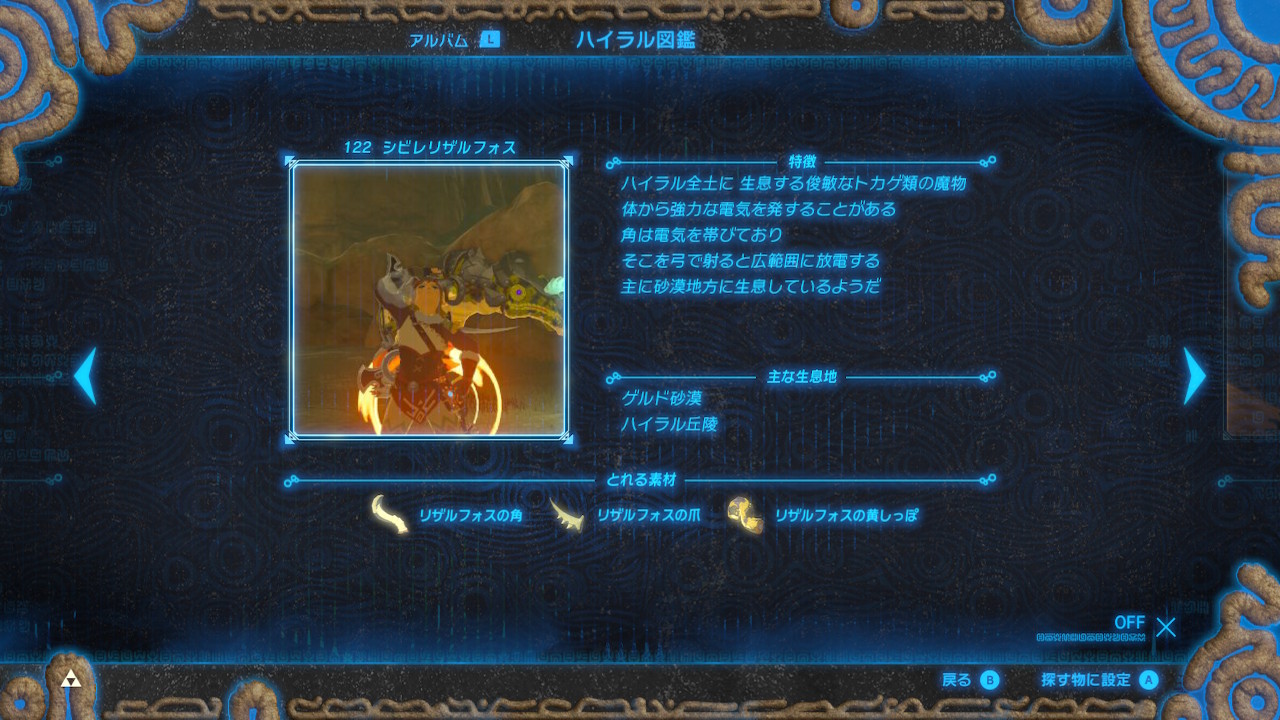 アルバム L
ハイラル図鑑
122 シビレリザルフォス
特徴
ハイラル全土に 生息する俊敏なトカゲ類の魔物
体から強力な電気を発することがある
角は電気を帯びており
そこを弓で射ると広範囲に放電する
主に砂漠地方に生息しているようだ
主な生息地
ゲルド砂漠
ハイラル丘陵
とれる素材
リザルフォスの角 リザルフォスの爪 リザルフォスの黄しっぽ
OFF
戻る B 探す物に設定 A